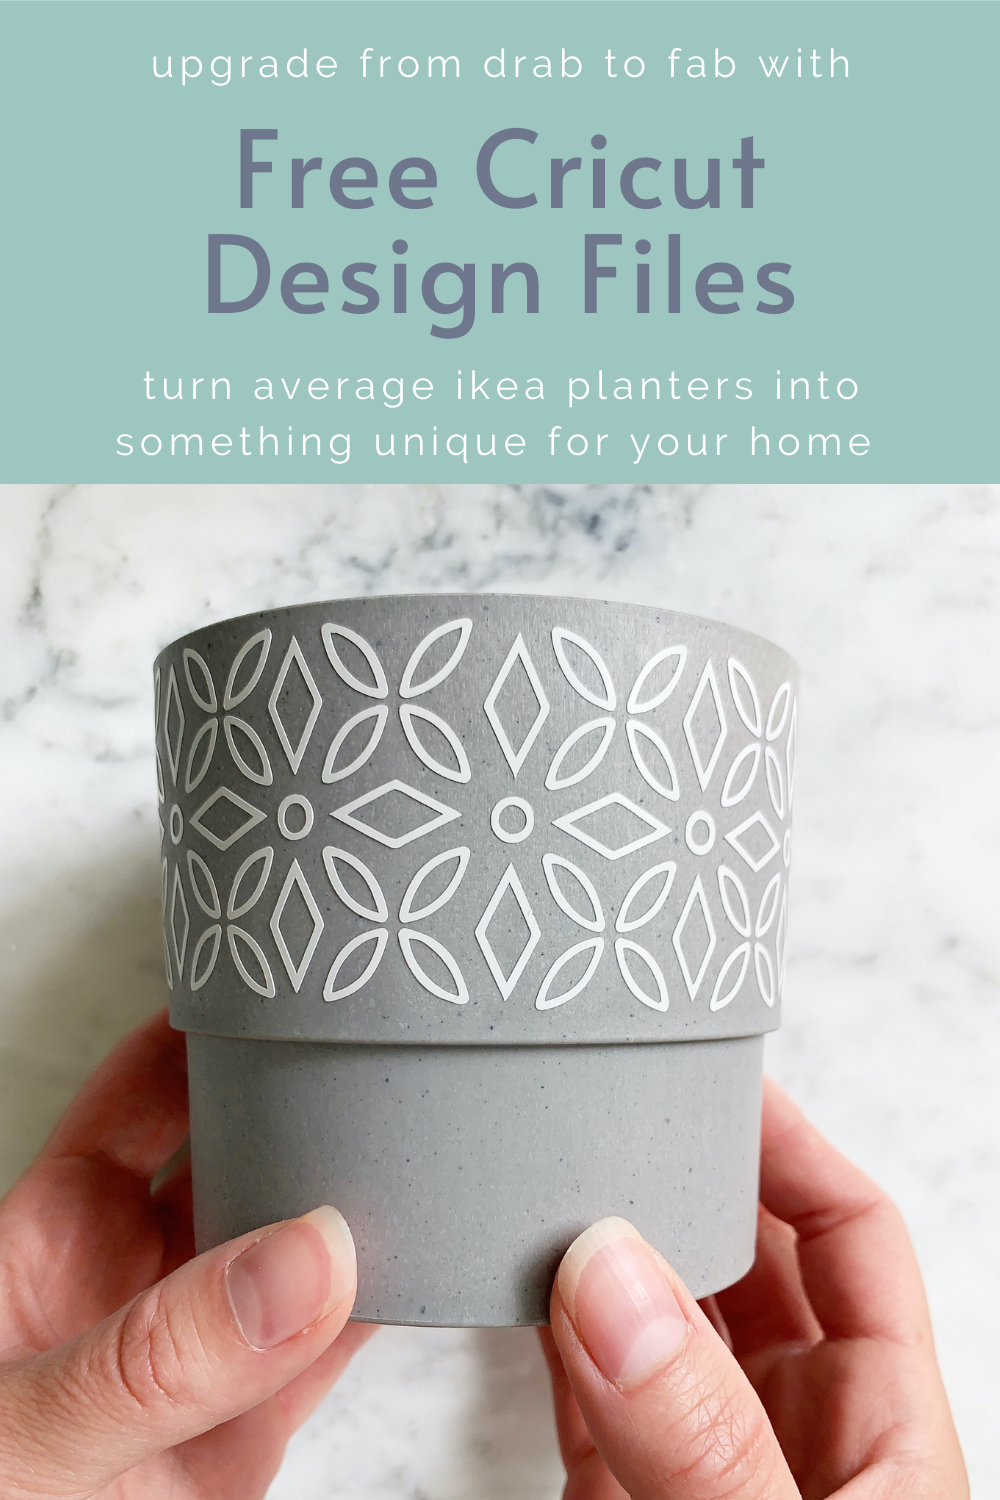 upgrade from drab to fab with
Free Cricut
Design Files
turn average ikea planters into
something unique for your home